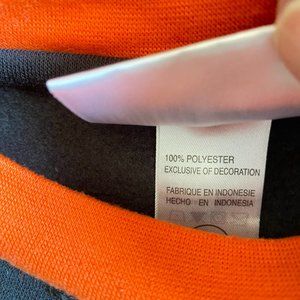 100% POLYESTER
EXCLUSIVE OF DECORATION
FABRIQUE EN INDONESIE
HECHO EN INDONESIA